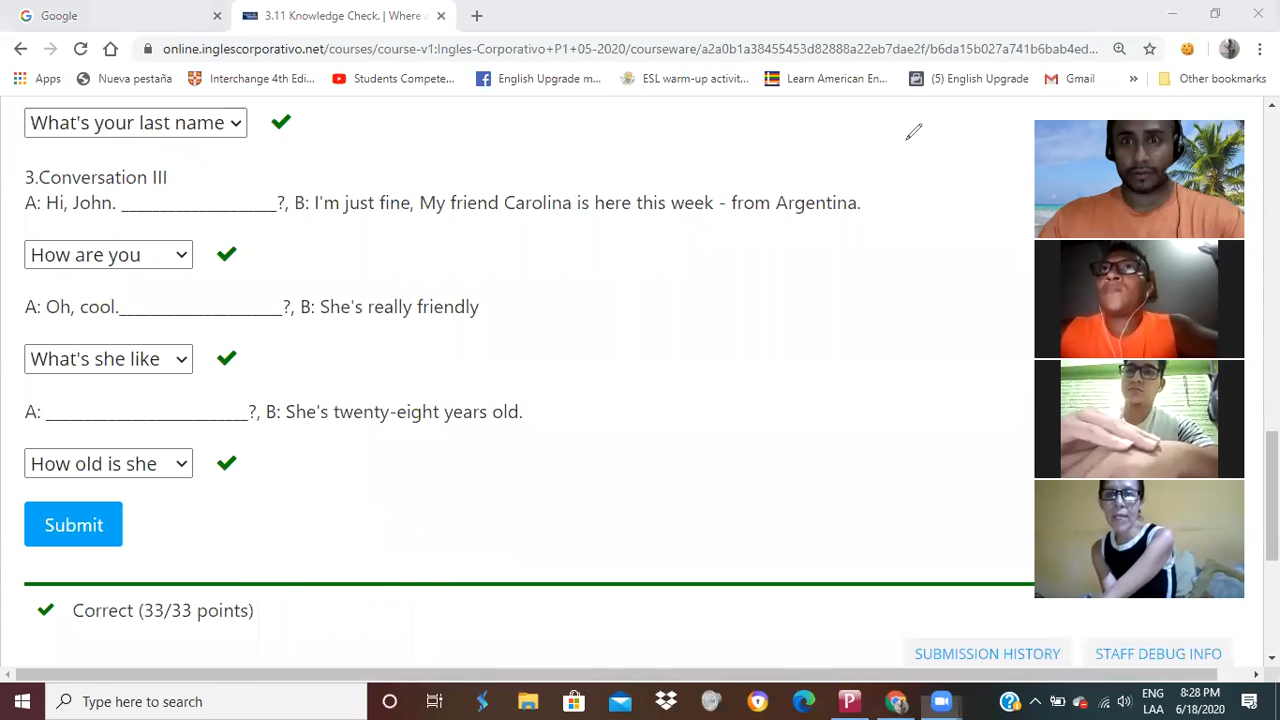 Google
3.11 Knowledge Check. | Where a
online.inglescorporativo.net/courses/course-v1:Ingles-Corporativo+P1+05-2020/courseware/a2a0b1a38455453d82888a22eb7dae2f/b6da15b027a741b6bab4ed...
Apps Nueva pestaña Interchange 4th Edi... Students Compete... English Upgrade m... ESL warm-up activit... Learn American En... (5) English Upgrade Gmail » Other bookmarks
What's your last name
3.Conversation III
A: Hi, John. ___________________?, B: I'm just fine, My friend Carolina is here this week - from Argentina.
How are you
A: Oh, cool.____________________?, B: She's really friendly
What's she like
A: _________________________?, B: She's twenty-eight years old.
How old is she
Submit
Correct (33/33 points)
SUBMISSION HISTORY STAFF DEBUG INFO
Type here to search
ENG 8:28 PM
LAA 6/18/2020